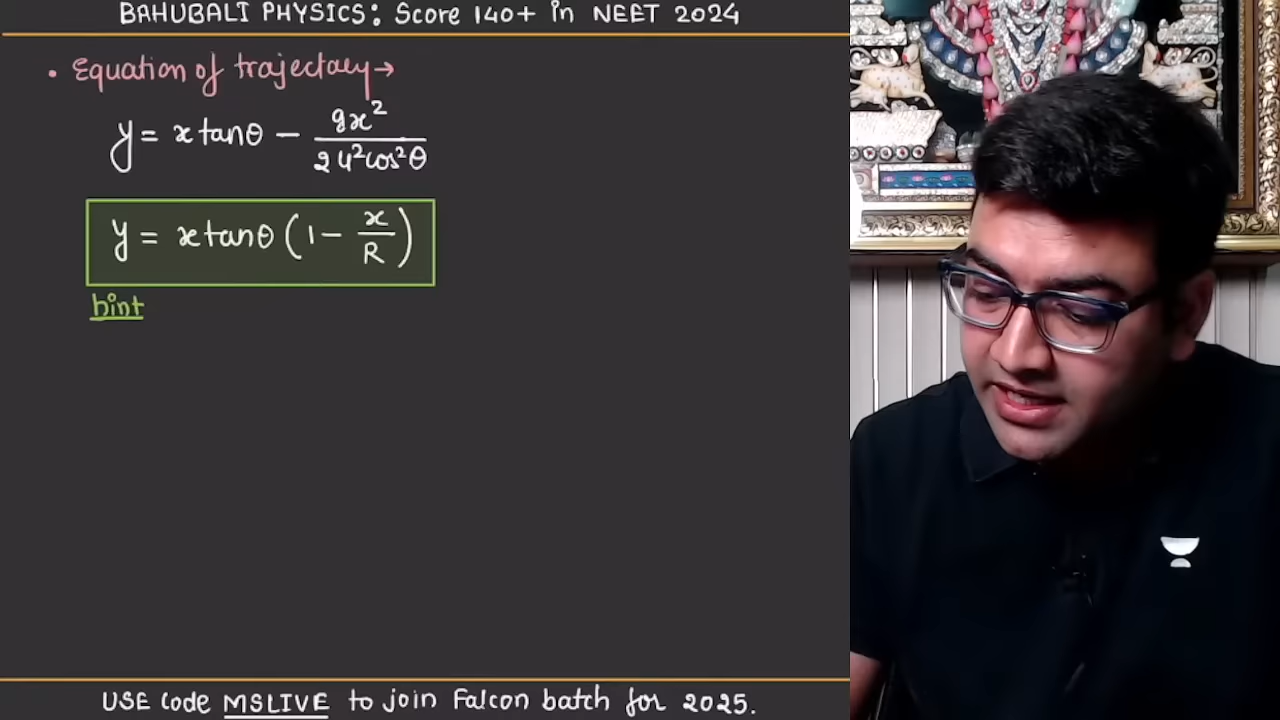 BAHUBALI PHYSICS: Score 140+ in NEET 2024
• Equation of trajectory→
y = x tanθ − gx²/2u²cos²θ
y = x tanθ (1 − x/R)
hint
USE Code MSLIVE to join Falcon batch for 2025.